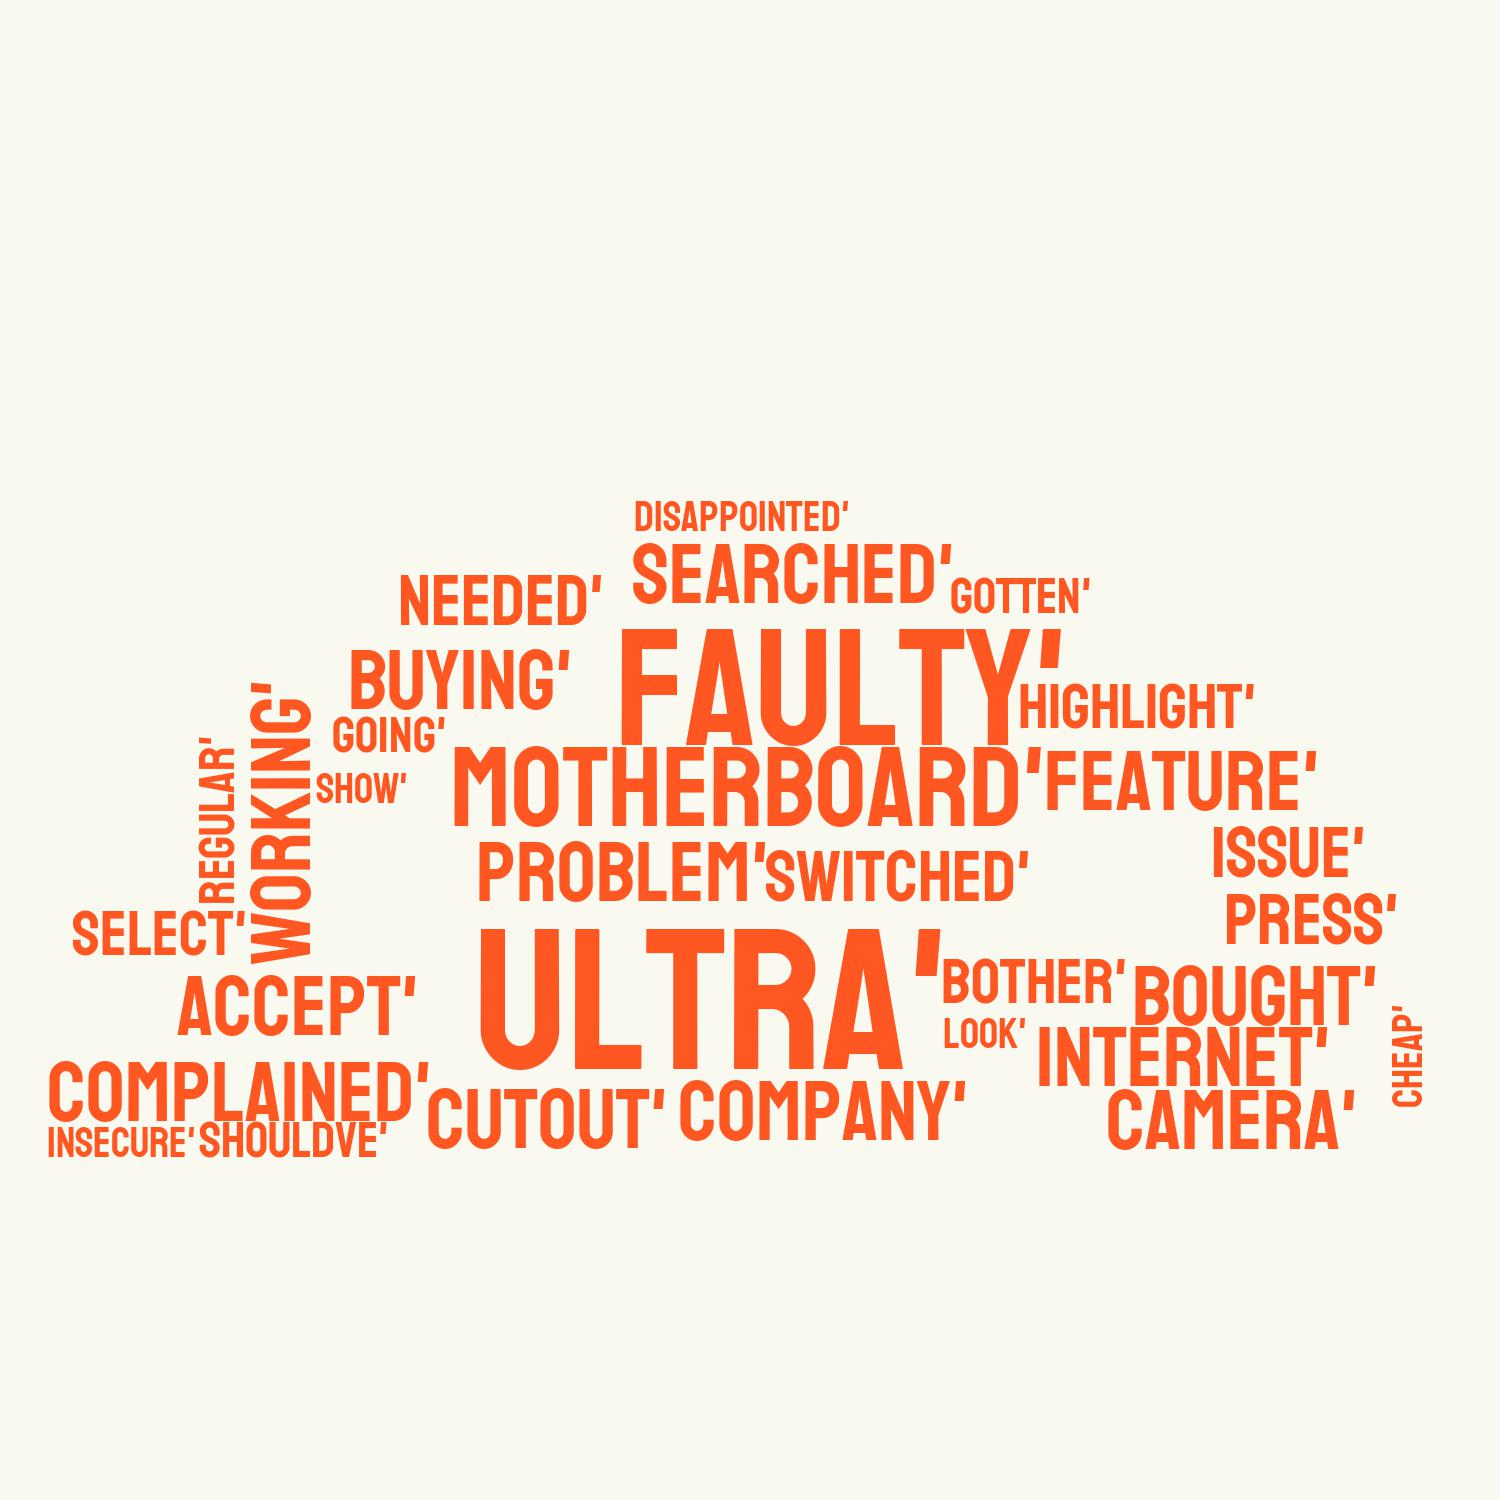 DISAPPOINTED'
SEARCHED'
NEEDED'
GOTTEN'
FAULTY'
BUYING'
HIGHLIGHT'
GOING'
WORKING'
REGULAR'
SHOW'
MOTHERBOARD'
FEATURE'
ISSUE'
PROBLEM'
SWITCHED'
PRESS'
SELECT'
ULTRA'
BOTHER'
BOUGHT'
ACCEPT'
LOOK'
INTERNET'
CHEAP'
COMPLAINED'
CUTOUT'
COMPANY'
CAMERA'
INSECURE'
SHOULDVE'